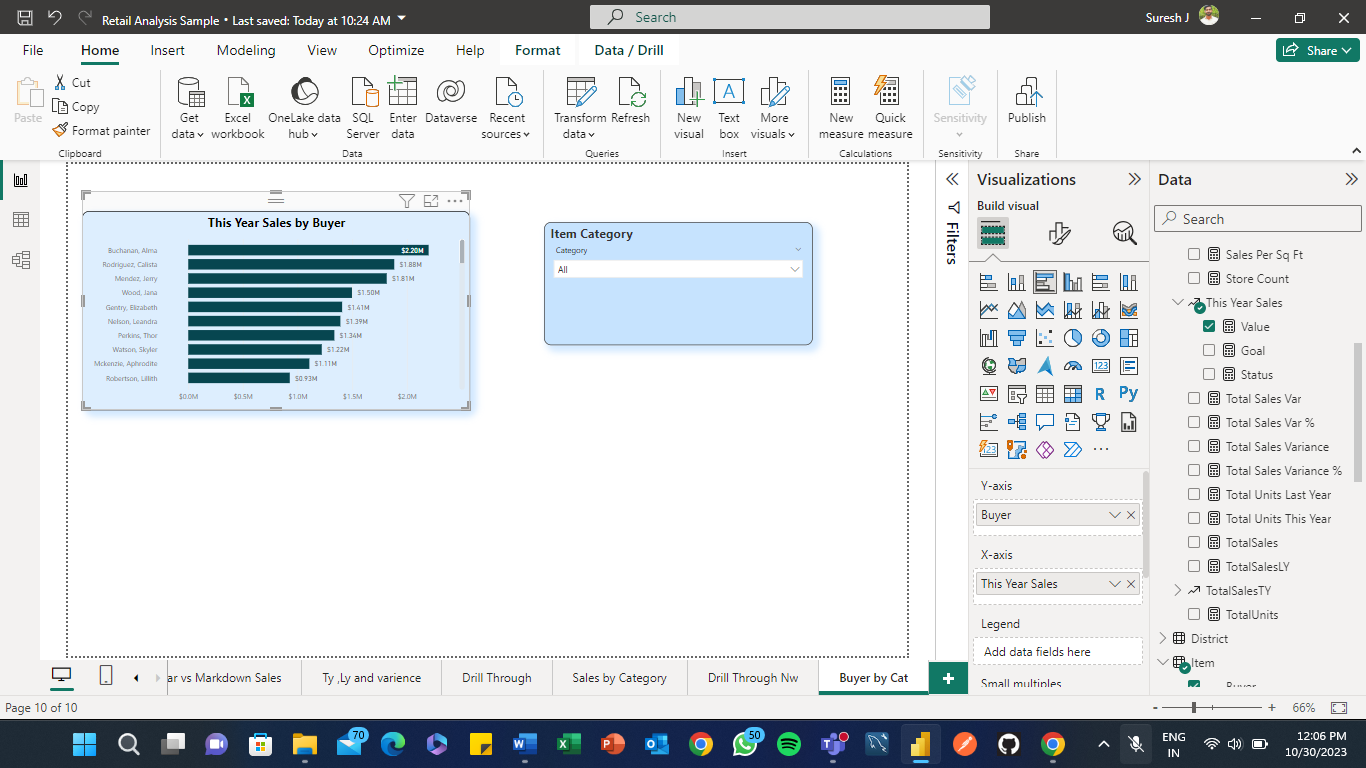 Retail Analysis Sample • Last saved: Today at 10:24 AM
Search
Suresh J
File
Home
Insert
Modeling
View
Optimize
Help
Format
Data / Drill
Share
Paste
Cut
Copy
Format painter
Clipboard
Get
data
Excel
workbook
OneLake data
hub
SQL
Server
Enter
data
Dataverse
Recent
sources
Data
Transform
data
Refresh
Queries
New
visual
Text
box
More
visuals
Insert
New
measure
Quick
measure
Calculations
Sensitivity
Sensitivity
Publish
Share
This Year Sales by Buyer
Buchanan, Alma $2.20M
Rodriguez, Calista $1.88M
Mendez, Jerry $1.81M
Wood, Jana $1.50M
Gentry, Elizabeth $1.41M
Nelson, Leandra $1.39M
Perkins, Thor $1.34M
Watson, Skyler $1.22M
Mckenzie, Aphrodite $1.11M
Robertson, Lillith $0.93M
$0.0M $0.5M $1.0M $1.5M $2.0M
Item Category
Category
All
Filters
Visualizations
Build visual
123
R
Py
123
Y-axis
Buyer
X-axis
This Year Sales
Legend
Add data fields here
Small multiples
Data
Search
Sales Per Sq Ft
Store Count
This Year Sales
Value
Goal
Status
Total Sales Var
Total Sales Var %
Total Sales Variance
Total Sales Variance %
Total Units Last Year
Total Units This Year
TotalSales
TotalSalesLY
TotalSalesTY
TotalUnits
District
Item
Buyer
ar vs Markdown Sales
Ty ,Ly and varience
Drill Through
Sales by Category
Drill Through Nw
Buyer by Cat
Page 10 of 10
66%
70
50
ENG
IN
12:06 PM
10/30/2023